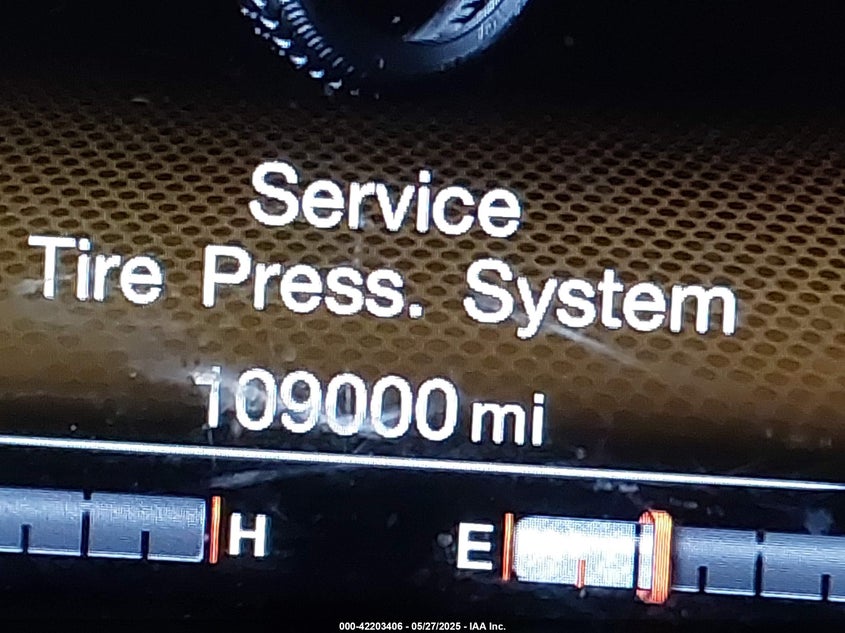 Service
Tire Press. System
109000 mi
H E
000-42203406 - 05/27/2025 - IAA Inc.